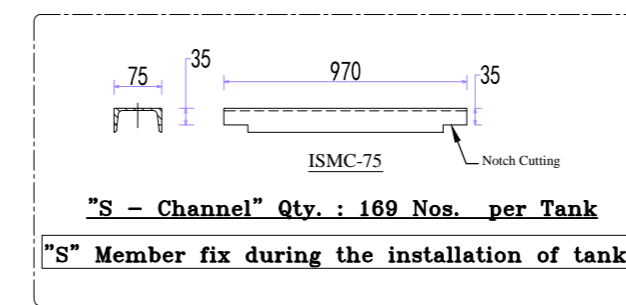 75
35
970
35
ISMC-75
Notch Cutting
"S - Channel" Qty. : 169 Nos. per Tank
"S" Member fix during the installation of tank